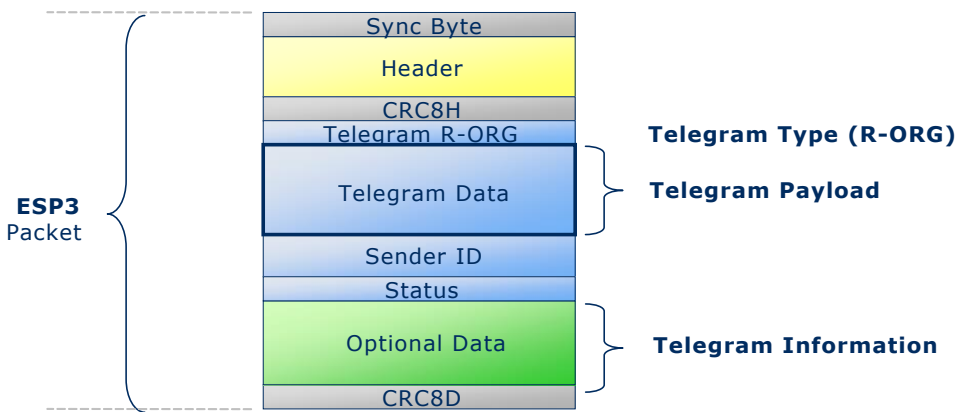 Sync Byte
Header
CRC8H
Telegram R-ORG
Telegram Type (R-ORG)
Telegram Data
Telegram Payload
ESP3
Packet
Sender ID
Status
Optional Data
Telegram Information
CRC8D